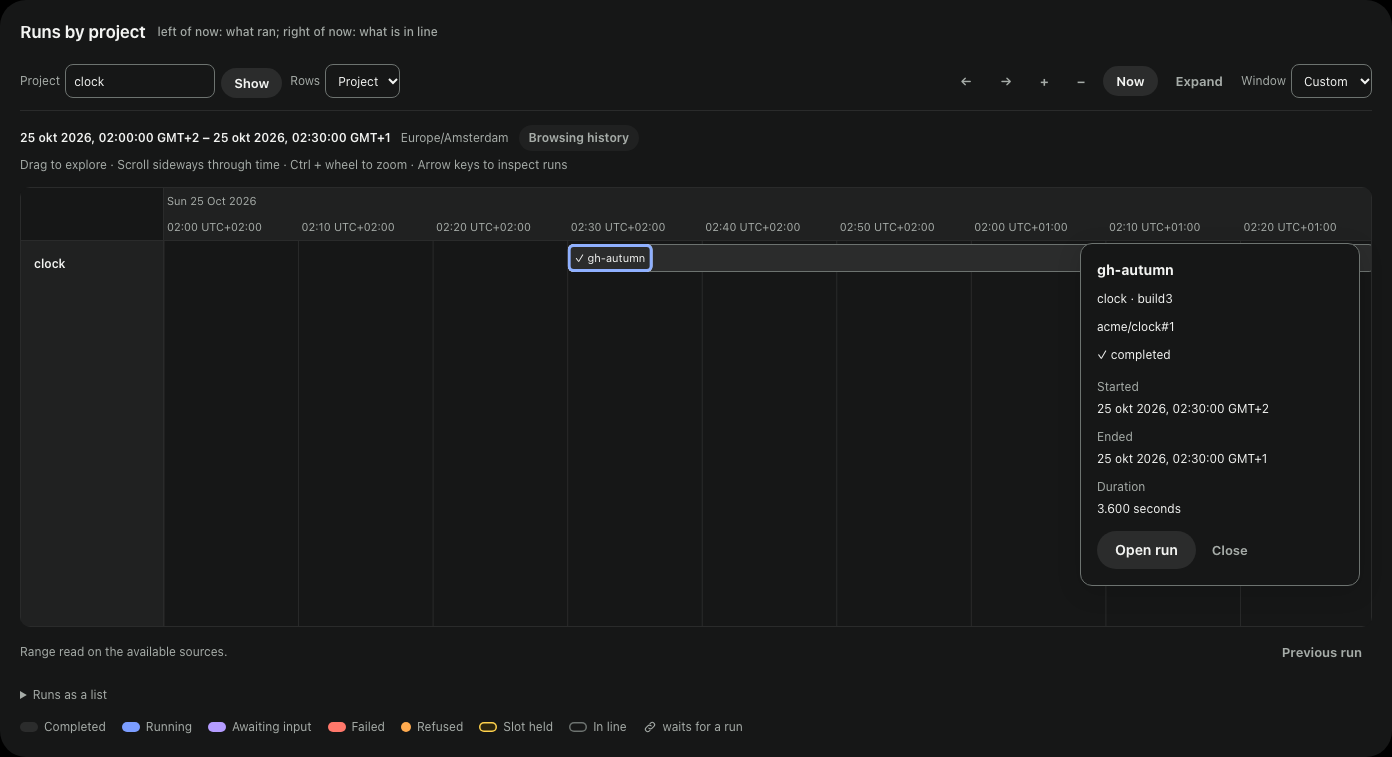 Runs by project left of now: what ran; right of now: what is in line
Project clock Show Rows Project ← → + − Now Expand Window Custom
25 okt 2026, 02:00:00 GMT+2 – 25 okt 2026, 02:30:00 GMT+1 Europe/Amsterdam Browsing history
Drag to explore · Scroll sideways through time · Ctrl + wheel to zoom · Arrow keys to inspect runs
Sun 25 Oct 2026
02:00 UTC+02:00 02:10 UTC+02:00 02:20 UTC+02:00 02:30 UTC+02:00 02:40 UTC+02:00 02:50 UTC+02:00 02:00 UTC+01:00 02:10 UTC+01:00 02:20 UTC+01:00
clock ✓ gh-autumn
gh-autumn
clock · build3
acme/clock#1
✓ completed
Started
25 okt 2026, 02:30:00 GMT+2
Ended
25 okt 2026, 02:30:00 GMT+1
Duration
3.600 seconds
Open run Close
Range read on the available sources. Previous run
Runs as a list
Completed Running Awaiting input Failed Refused Slot held In line waits for a run